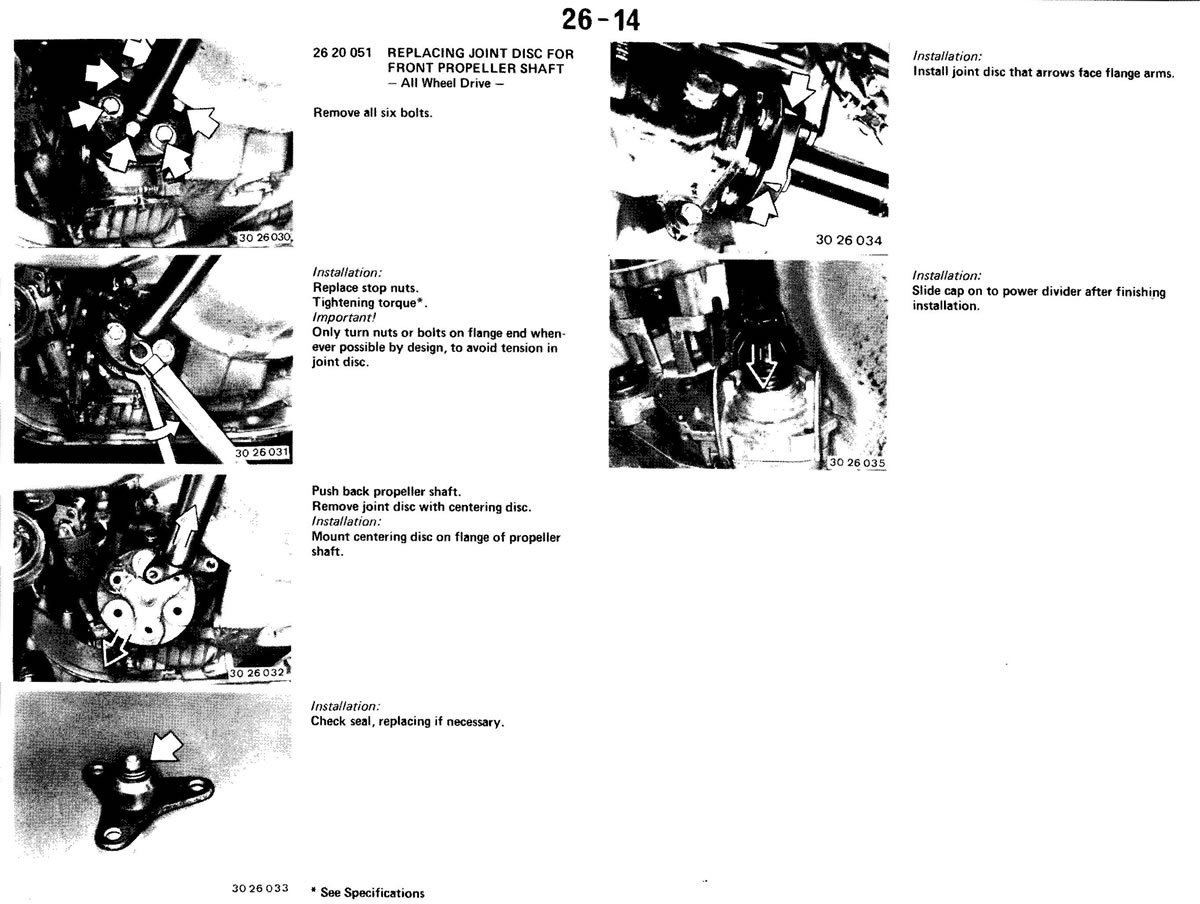 26-14
26 20 051 REPLACING JOINT DISC FOR
FRONT PROPELLER SHAFT
— All Wheel Drive —
Remove all six bolts.
30 26 030
Installation:
Replace stop nuts.
Tightening torque*.
Important!
Only turn nuts or bolts on flange end when-
ever possible by design, to avoid tension in
joint disc.
30 26 031
Push back propeller shaft.
Remove joint disc with centering disc.
Installation:
Mount centering disc on flange of propeller
shaft.
30 26 032
Installation:
Check seal, replacing if necessary.
30 26 033
* See Specifications
Installation:
Install joint disc that arrows face flange arms.
30 26 034
Installation:
Slide cap on to power divider after finishing
installation.
30 26 035